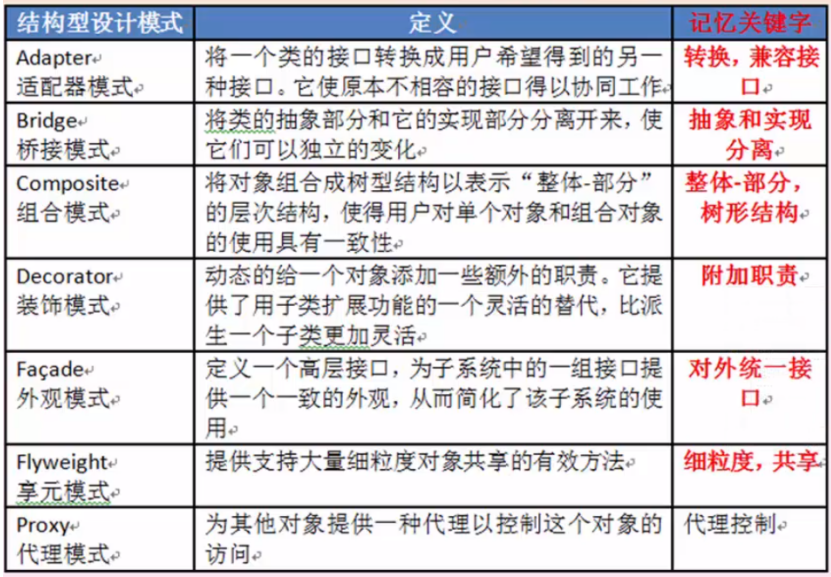 结构型设计模式 定义 记忆关键字
Adapter 将一个类的接口转换成用户希望得到的另一 转换，兼容接
适配器模式 种接口。它使原本不相容的接口得以协同工作 口
Bridge 将类的抽象部分和它的实现部分分离开来，使 抽象和实现
桥接模式 它们可以独立的变化 分离
Composite 将对象组合成树型结构以表示“整体-部分” 整体-部分，
组合模式 的层次结构，使得用户对单个对象和组合对象 树形结构
的使用具有一致性
Decorator 动态的给一个对象添加一些额外的职责。它提 附加职责
装饰模式 供了用子类扩展功能的一个灵活的替代，比派
生一个子类更加灵活
Façade 定义一个高层接口，为子系统中的一组接口提 对外统一接
外观模式 供一个一致的外观，从而简化了该子系统的使 口
用
Flyweight 提供支持大量细粒度对象共享的有效方法 细粒度，共享
享元模式
Proxy 为其他对象提供一种代理以控制这个对象的 代理控制
代理模式 访问